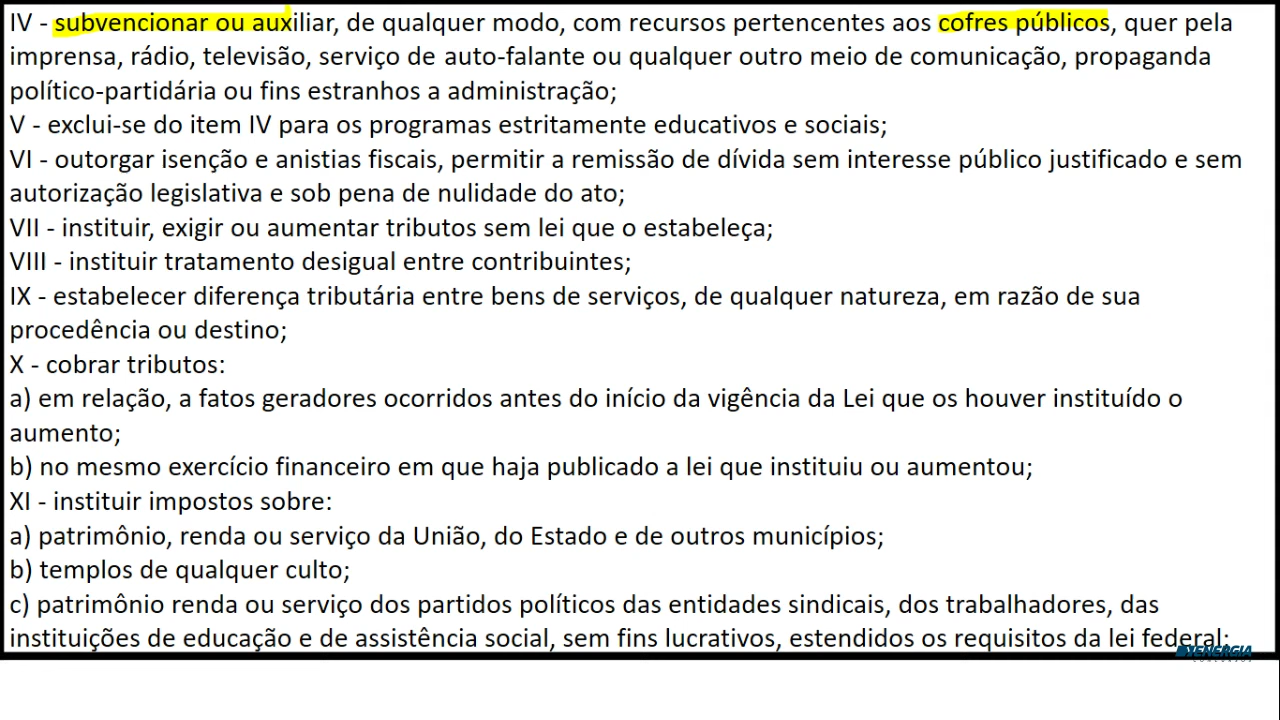 IV - subvencionar ou auxiliar, de qualquer modo, com recursos pertencentes aos cofres públicos, quer pela
imprensa, rádio, televisão, serviço de auto-falante ou qualquer outro meio de comunicação, propaganda
político-partidária ou fins estranhos a administração;
V - exclui-se do item IV para os programas estritamente educativos e sociais;
VI - outorgar isenção e anistias fiscais, permitir a remissão de dívida sem interesse público justificado e sem
autorização legislativa e sob pena de nulidade do ato;
VII - instituir, exigir ou aumentar tributos sem lei que o estabeleça;
VIII - instituir tratamento desigual entre contribuintes;
IX - estabelecer diferença tributária entre bens de serviços, de qualquer natureza, em razão de sua
procedência ou destino;
X - cobrar tributos:
a) em relação, a fatos geradores ocorridos antes do início da vigência da Lei que os houver instituído o
aumento;
b) no mesmo exercício financeiro em que haja publicado a lei que instituiu ou aumentou;
XI - instituir impostos sobre:
a) patrimônio, renda ou serviço da União, do Estado e de outros municípios;
b) templos de qualquer culto;
c) patrimônio renda ou serviço dos partidos políticos das entidades sindicais, dos trabalhadores, das
instituições de educação e de assistência social, sem fins lucrativos, estendidos os requisitos da lei federal;
ENERGIA
CONCURSOS